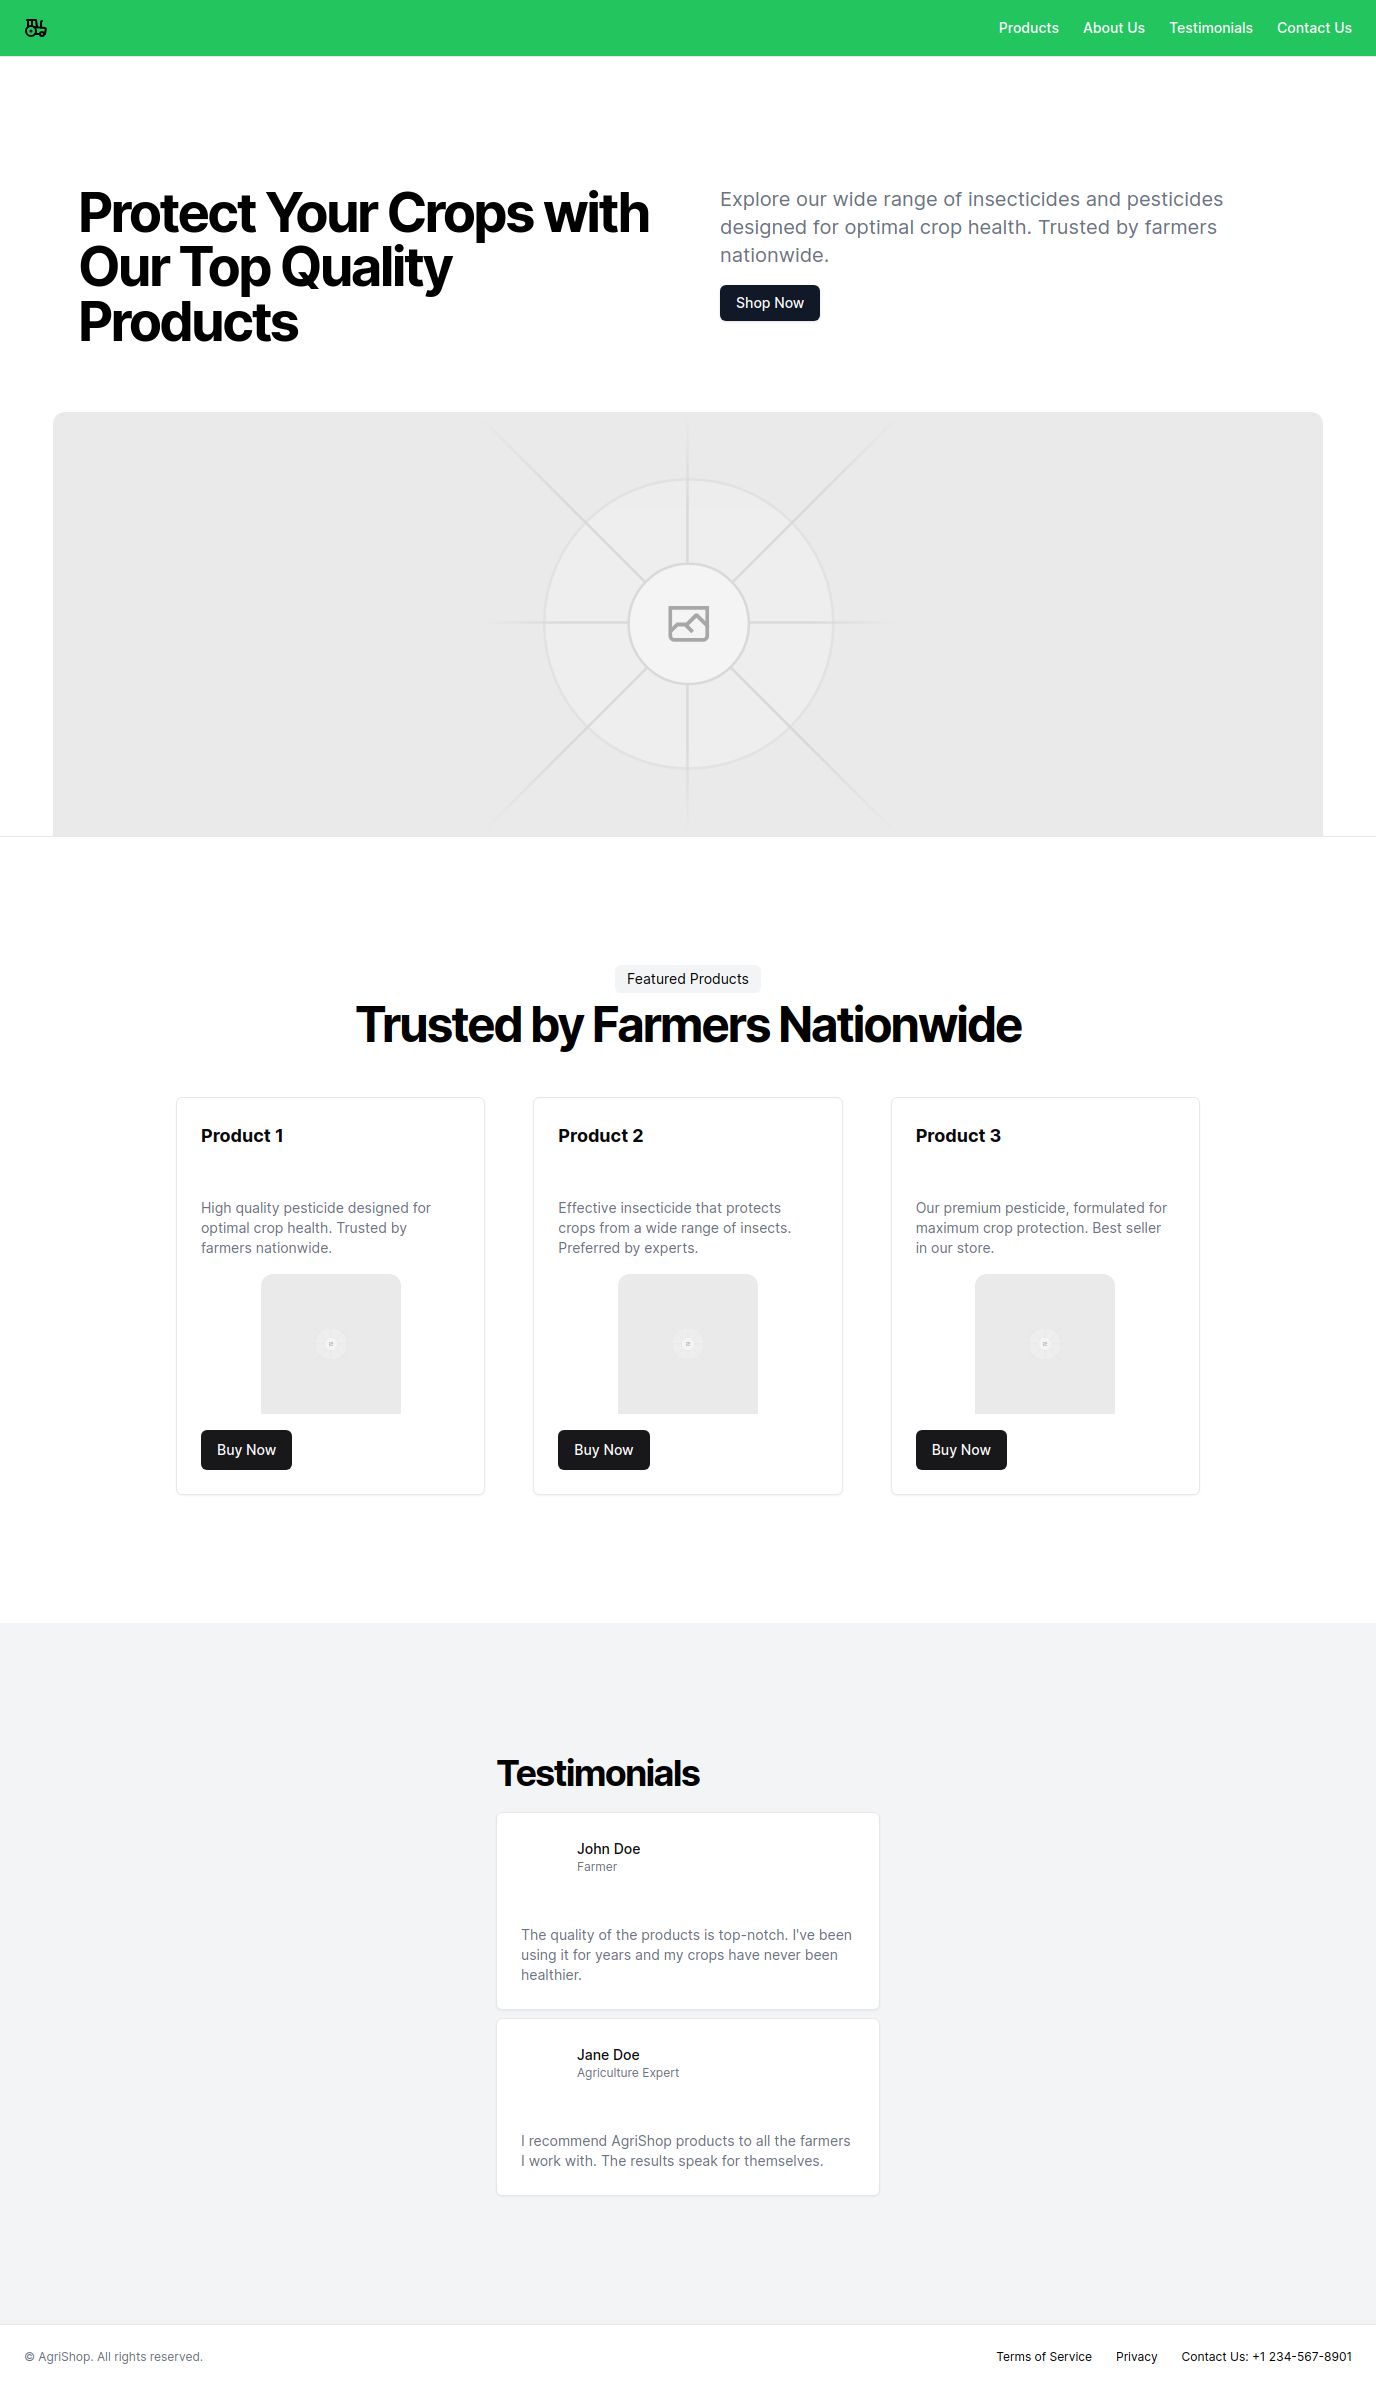 Products About Us Testimonials Contact Us
Protect Your Crops with
Our Top Quality
Products
Explore our wide range of insecticides and pesticides
designed for optimal crop health. Trusted by farmers
nationwide.
Shop Now
Featured Products
Trusted by Farmers Nationwide
Product 1
High quality pesticide designed for
optimal crop health. Trusted by
farmers nationwide.
Buy Now
Product 2
Effective insecticide that protects
crops from a wide range of insects.
Preferred by experts.
Buy Now
Product 3
Our premium pesticide, formulated for
maximum crop protection. Best seller
in our store.
Buy Now
Testimonials
John Doe
Farmer
The quality of the products is top-notch. I've been
using it for years and my crops have never been
healthier.
Jane Doe
Agriculture Expert
I recommend AgriShop products to all the farmers
I work with. The results speak for themselves.
© AgriShop. All rights reserved.
Terms of Service Privacy Contact Us: +1 234-567-8901